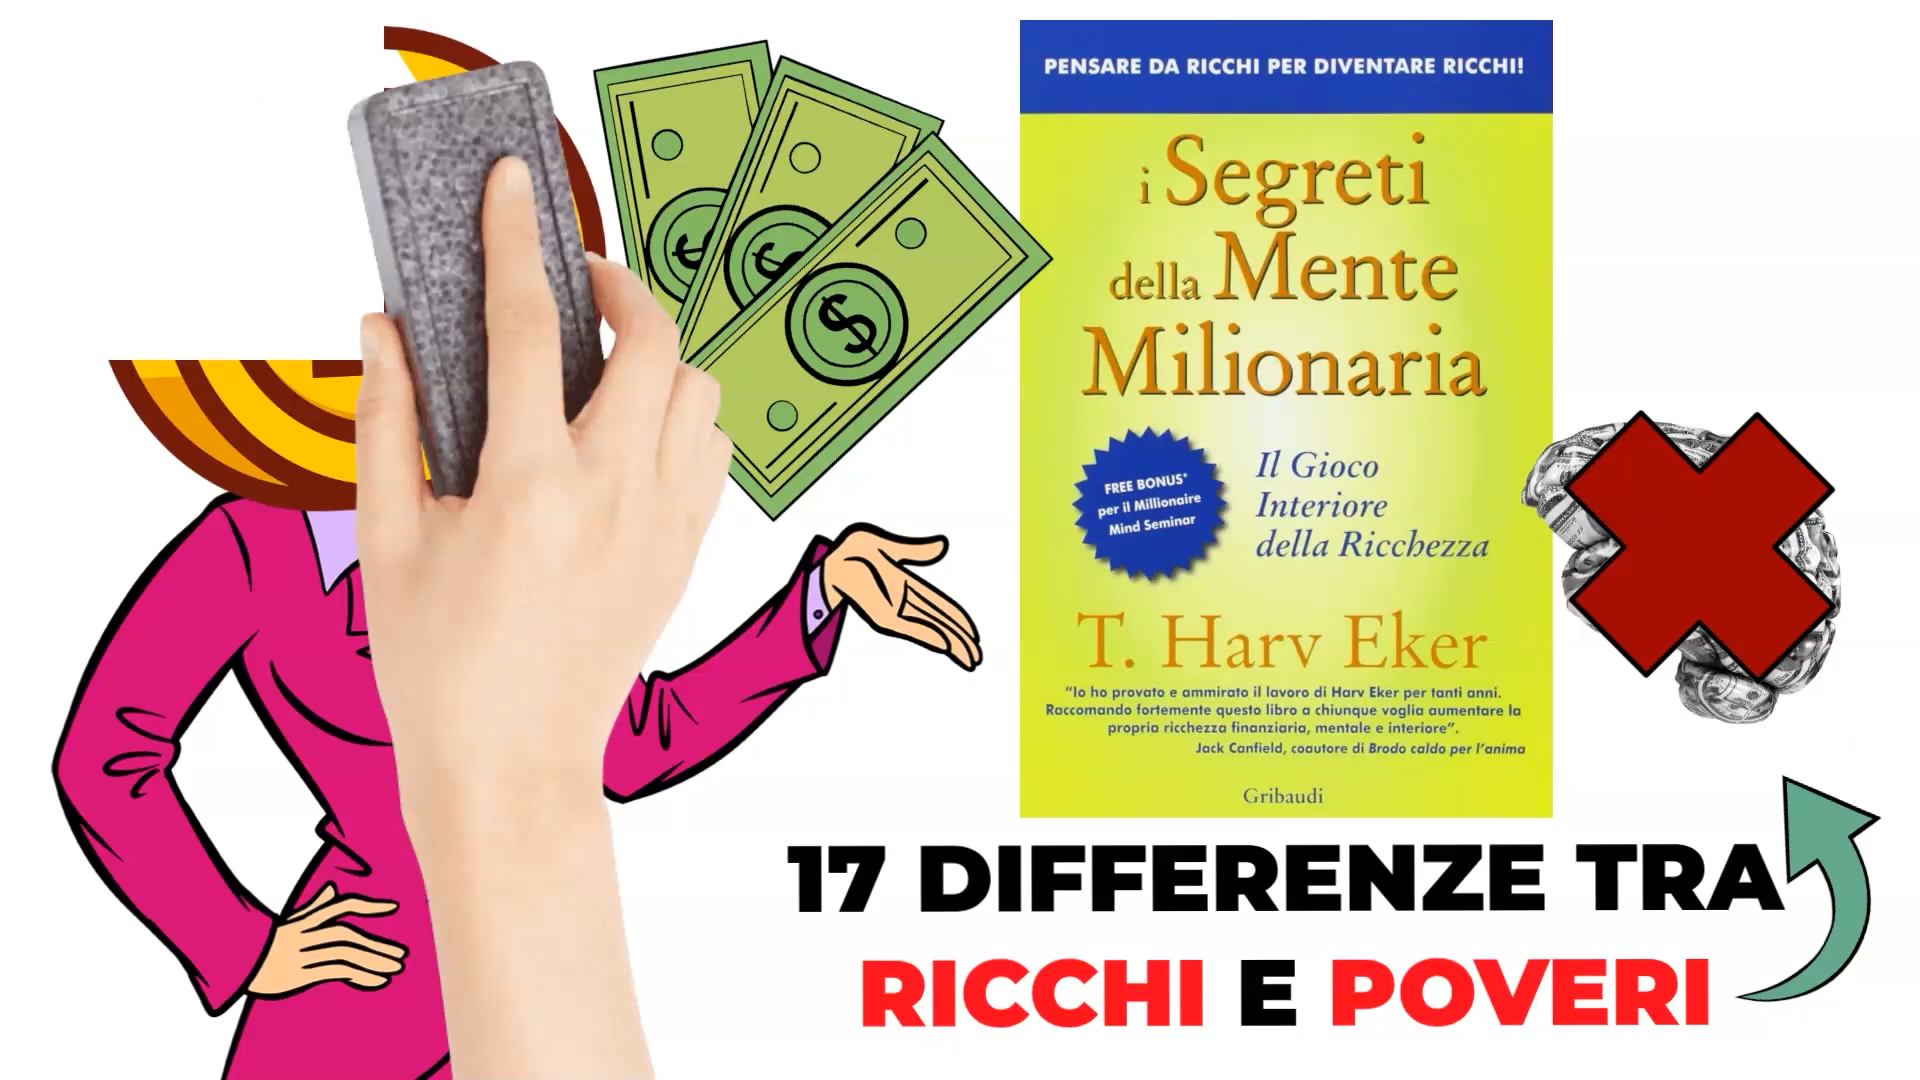 PENSARE DA RICCHI PER DIVENTARE RICCHI!
i Segreti
della Mente
Milionaria
FREE BONUS*
per il Millionaire
Mind Seminar
Il Gioco
Interiore
della Ricchezza
T. Harv Eker
“Io ho provato e ammirato il lavoro di Harv Eker per tanti anni.
Raccomando fortemente questo libro a chiunque voglia aumentare la
propria ricchezza finanziaria, mentale e interiore”.
Jack Canfield, coautore di Brodo caldo per l’anima
Gribaudi
17 DIFFERENZE TRA
RICCHI E POVERI